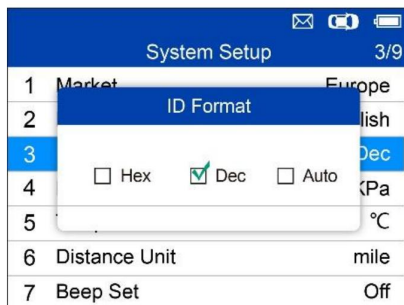 System Setup 3/9
1 Market Europe
ID Format
2
3 Dec
Hex Dec Auto
4 KPa
5 °C
6 Distance Unit mile
7 Beep Set Off